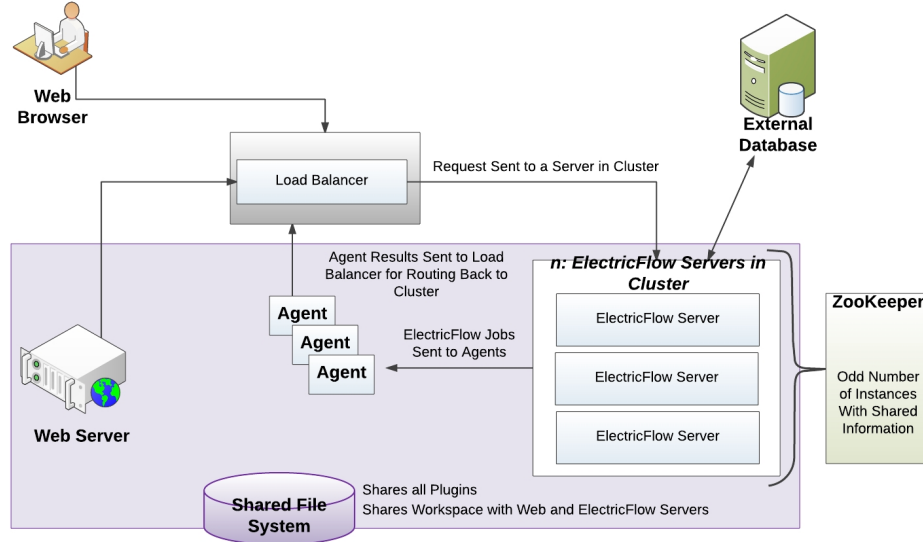 Web
Browser
External
Database
Load Balancer
Request Sent to a Server in Cluster
Agent Results Sent to Load
Balancer for Routing Back to
Cluster
n: ElectricFlow Servers in
Cluster
ElectricFlow Server
ElectricFlow Server
ElectricFlow Server
Agent
Agent
Agent
ElectricFlow Jobs
Sent to Agents
ZooKeeper
Odd Number
of Instances
With Shared
Information
Web Server
Shared File
System
Shares all Plugins
Shares Workspace with Web and ElectricFlow Servers